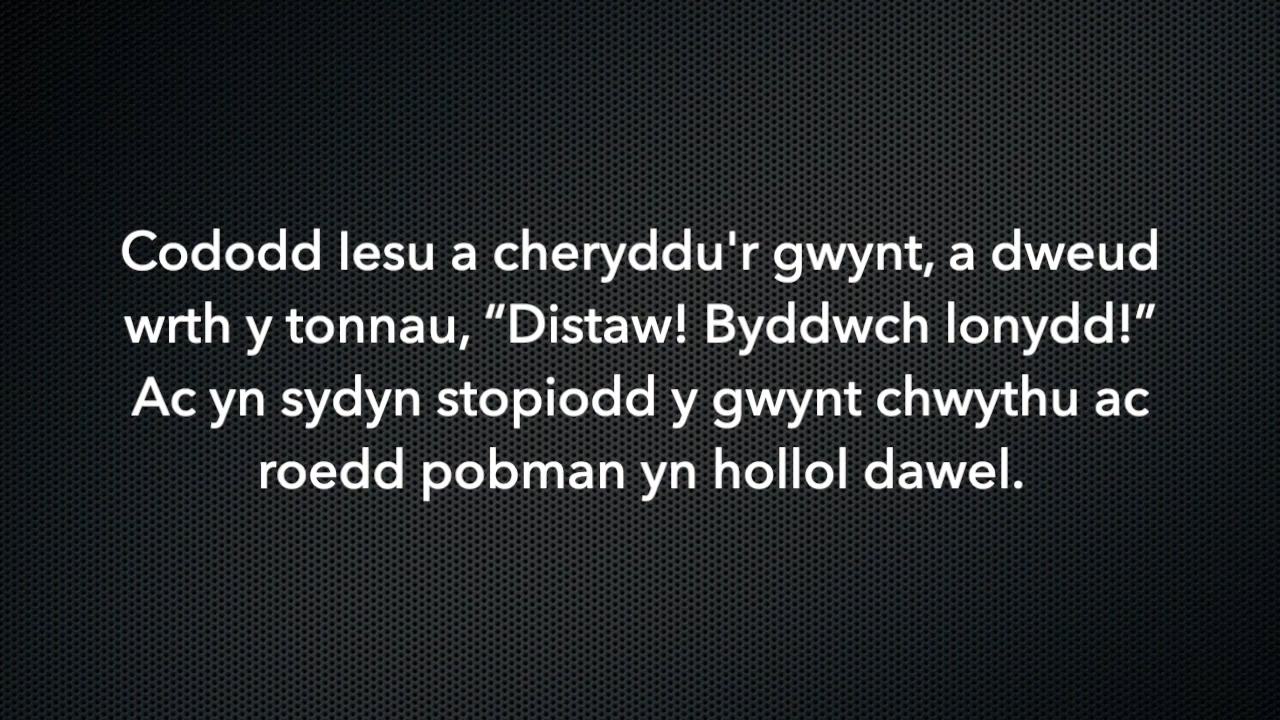 Cododd Iesu a cheryddu'r gwynt, a dweud
wrth y tonnau, “Distaw! Byddwch lonydd!”
Ac yn sydyn stopiodd y gwynt chwythu ac
roedd pobman yn hollol dawel.